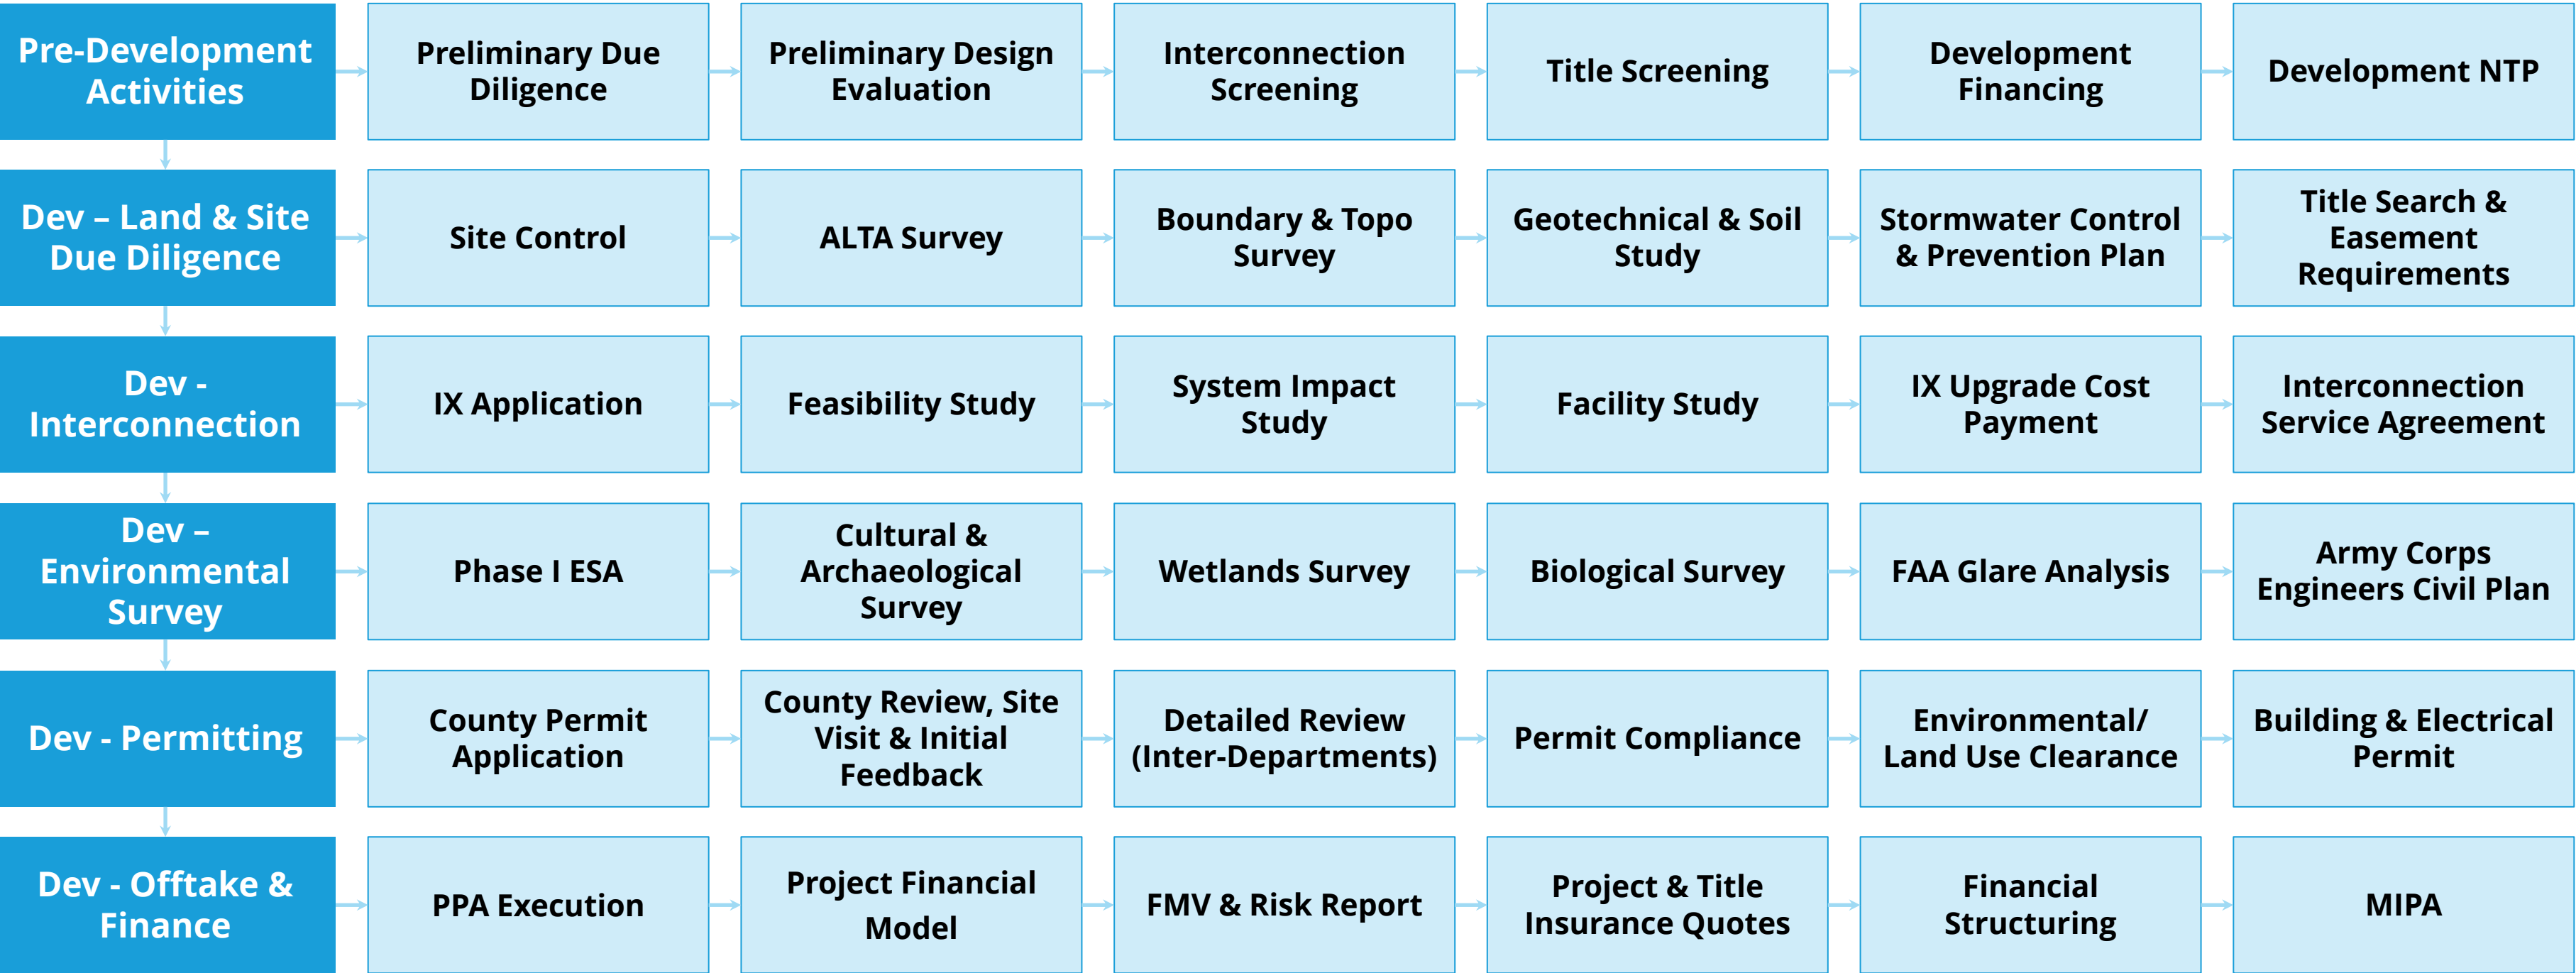 Pre-Development
Activities
Preliminary Due
Diligence
Preliminary Design
Evaluation
Interconnection
Screening
Title Screening
Development
Financing
Development NTP
Dev – Land & Site
Due Diligence
Site Control
ALTA Survey
Boundary & Topo
Survey
Geotechnical & Soil
Study
Stormwater Control
& Prevention Plan
Title Search &
Easement
Requirements
Dev -
Interconnection
IX Application
Feasibility Study
System Impact
Study
Facility Study
IX Upgrade Cost
Payment
Interconnection
Service Agreement
Dev –
Environmental
Survey
Phase I ESA
Cultural &
Archaeological
Survey
Wetlands Survey
Biological Survey
FAA Glare Analysis
Army Corps
Engineers Civil Plan
Dev - Permitting
County Permit
Application
County Review, Site
Visit & Initial
Feedback
Detailed Review
(Inter-Departments)
Permit Compliance
Environmental/
Land Use Clearance
Building & Electrical
Permit
Dev - Offtake &
Finance
PPA Execution
Project Financial
Model
FMV & Risk Report
Project & Title
Insurance Quotes
Financial
Structuring
MIPA